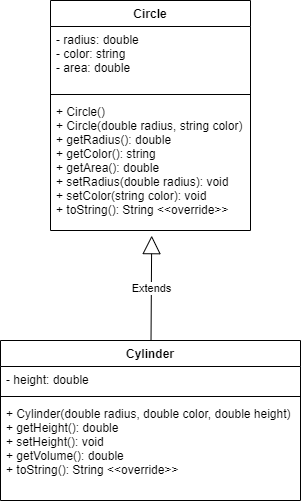 Circle
- radius: double
- color: string
- area: double
+ Circle()
+ Circle(double radius, string color)
+ getRadius(): double
+ getColor(): string
+ getArea(): double
+ setRadius(double radius): void
+ setColor(string color): void
+ toString(): String <<override>>
Extends
Cylinder
- height: double
+ Cylinder(double radius, double color, double height)
+ getHeight(): double
+ setHeight(): void
+ getVolume(): double
+ toString(): String <<override>>